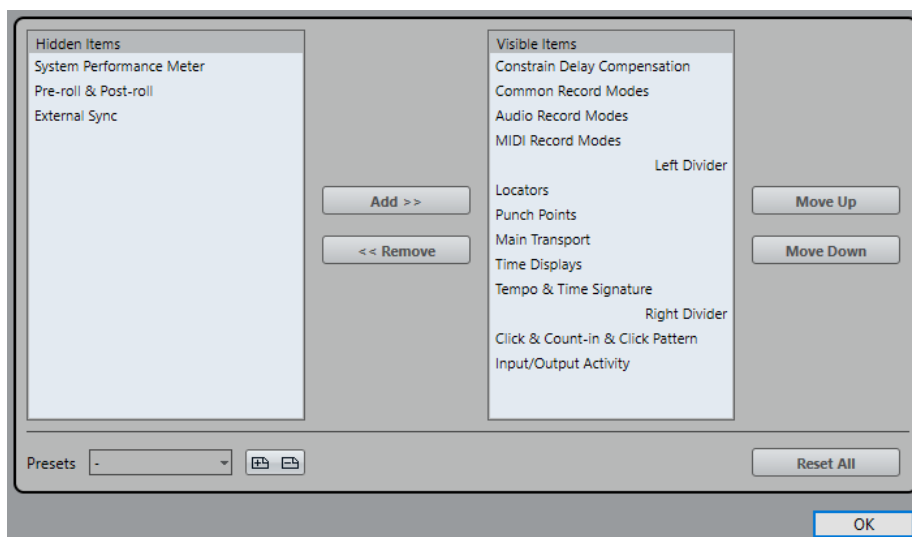 Hidden Items
System Performance Meter
Pre-roll & Post-roll
External Sync
Add >>
<< Remove
Visible Items
Constrain Delay Compensation
Common Record Modes
Audio Record Modes
MIDI Record Modes
Left Divider
Locators
Punch Points
Main Transport
Time Displays
Tempo & Time Signature
Right Divider
Click & Count-in & Click Pattern
Input/Output Activity
Move Up
Move Down
Presets -
Reset All
OK